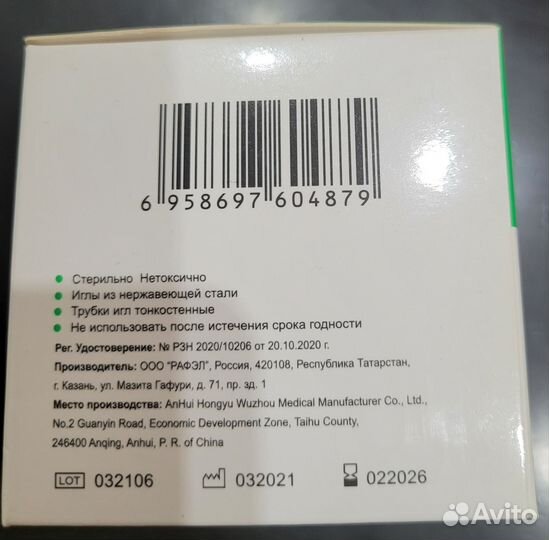 6 958697 604879
Стерильно Нетоксично
Иглы из нержавеющей стали
Трубки игл тонкостенные
Не использовать после истечения срока годности
Рег. Удостоверение: № РЗН 2020/10206 от 20.10.2020 г.
Производитель: ООО "РАФЭЛ", Россия, 420108, Республика Татарстан,
г. Казань, ул. Мазита Гафури, д. 71, пр. зд. 1
Место производства: AnHui Hongyu Wuzhou Medical Manufacturer Co., Ltd.,
No.2 Guanyin Road, Economic Development Zone, Taihu County,
246400 Anqing, Anhui, P. R. of China
LOT 032106 032021 022026
Avito